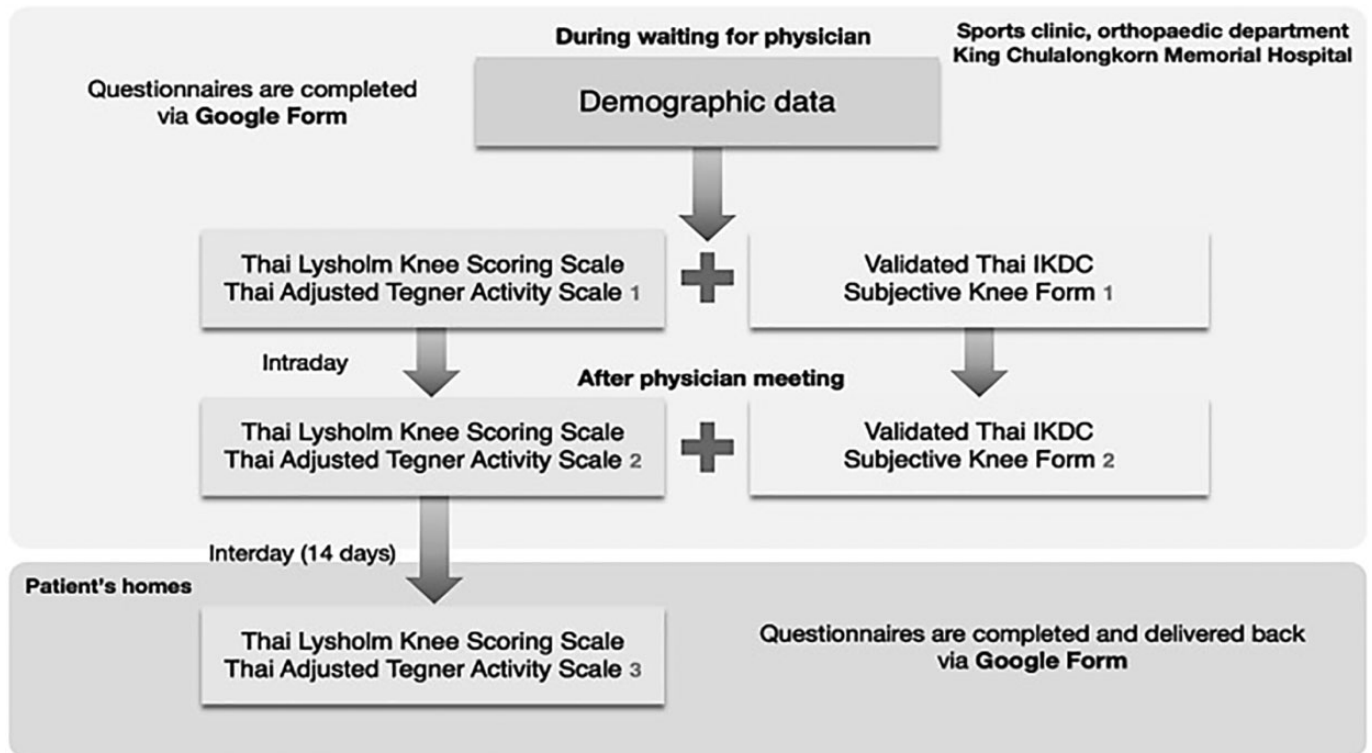 During waiting for physician
Sports clinic, orthopaedic department
King Chulalongkorn Memorial Hospital
Questionnaires are completed
via Google Form
Demographic data
Thai Lysholm Knee Scoring Scale
Thai Adjusted Tegner Activity Scale 1
Validated Thai IKDC
Subjective Knee Form 1
Intraday
After physician meeting
Thai Lysholm Knee Scoring Scale
Thai Adjusted Tegner Activity Scale 2
Validated Thai IKDC
Subjective Knee Form 2
Interday (14 days)
Patient's homes
Thai Lysholm Knee Scoring Scale
Thai Adjusted Tegner Activity Scale 3
Questionnaires are completed and delivered back
via Google Form